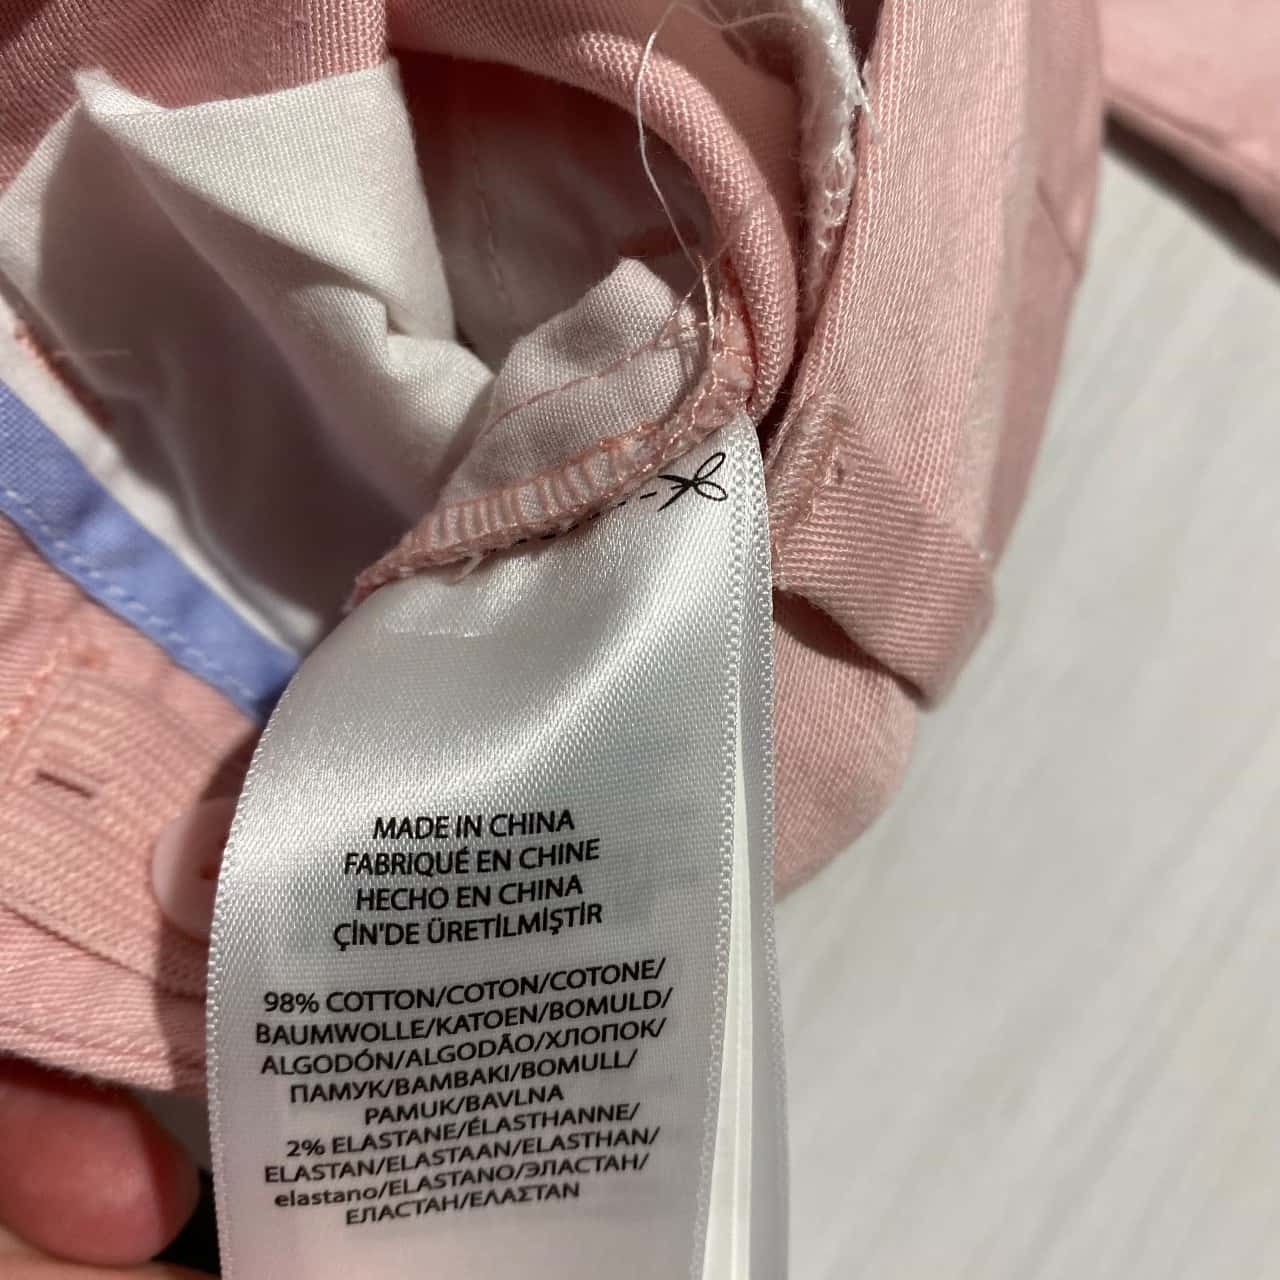 MADE IN CHINA
FABRIQUÉ EN CHINE
HECHO EN CHINA
ÇİN'DE ÜRETİLMİŞTİR
98% COTTON/COTON/COTONE/
BAUMWOLLE/KATOEN/BOMULD/
ALGODÓN/ALGODÃO/ХЛОПОК/
ПАМУК/ΒΑΜΒΑΚΙ/BOMULL/
PAMUK/BAVLNA
2% ELASTANE/ÉLASTHANNE/
ELASTAN/ELASTAAN/ELASTHAN/
elastano/ELASTANO/ЭЛАСТАН/
ЕЛАСТАН/ΕΛΑΣΤΑΝ